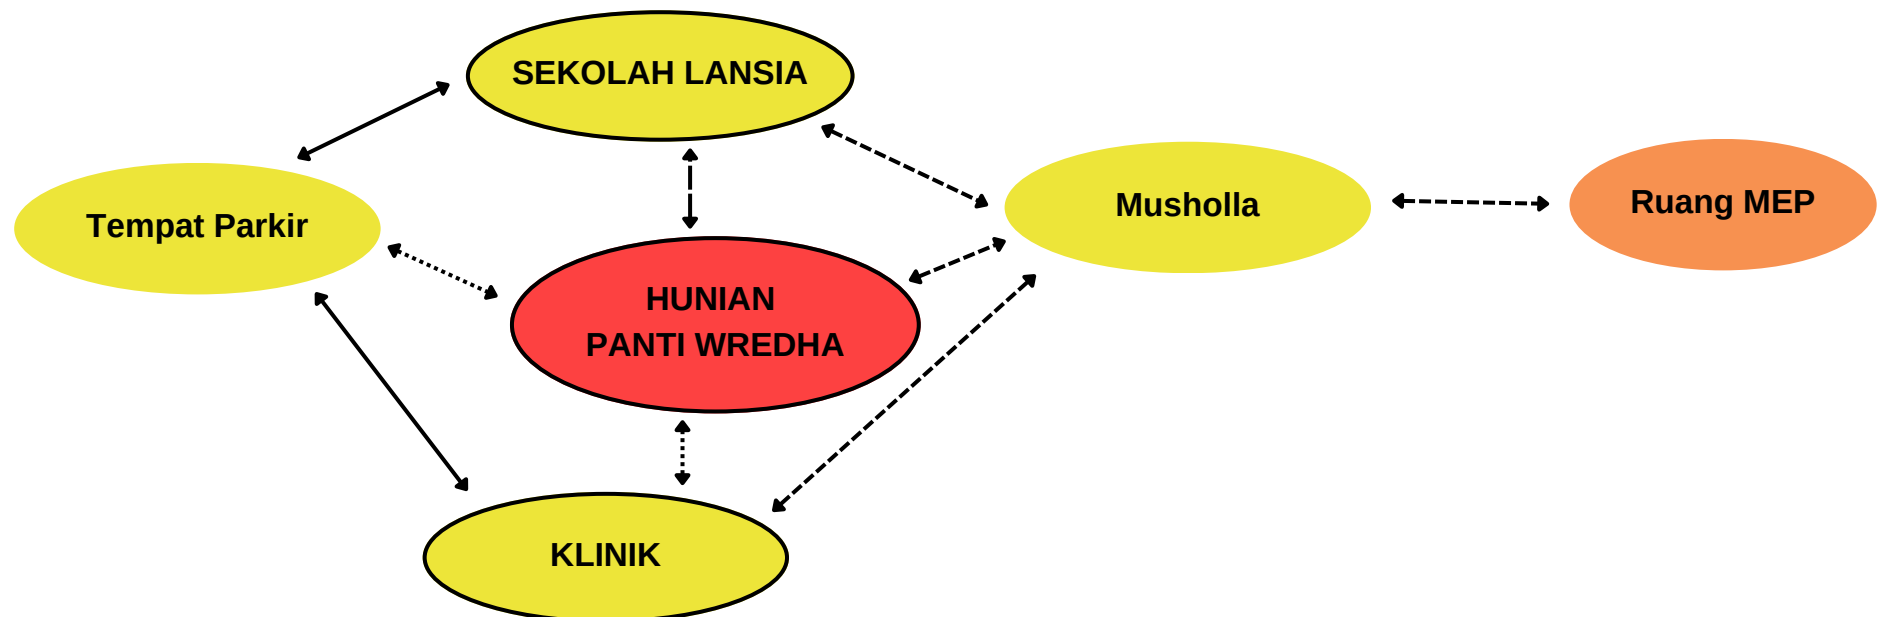 SEKOLAH LANSIA
Tempat Parkir
Musholla
Ruang MEP
HUNIAN
PANTI WREDHA
KLINIK